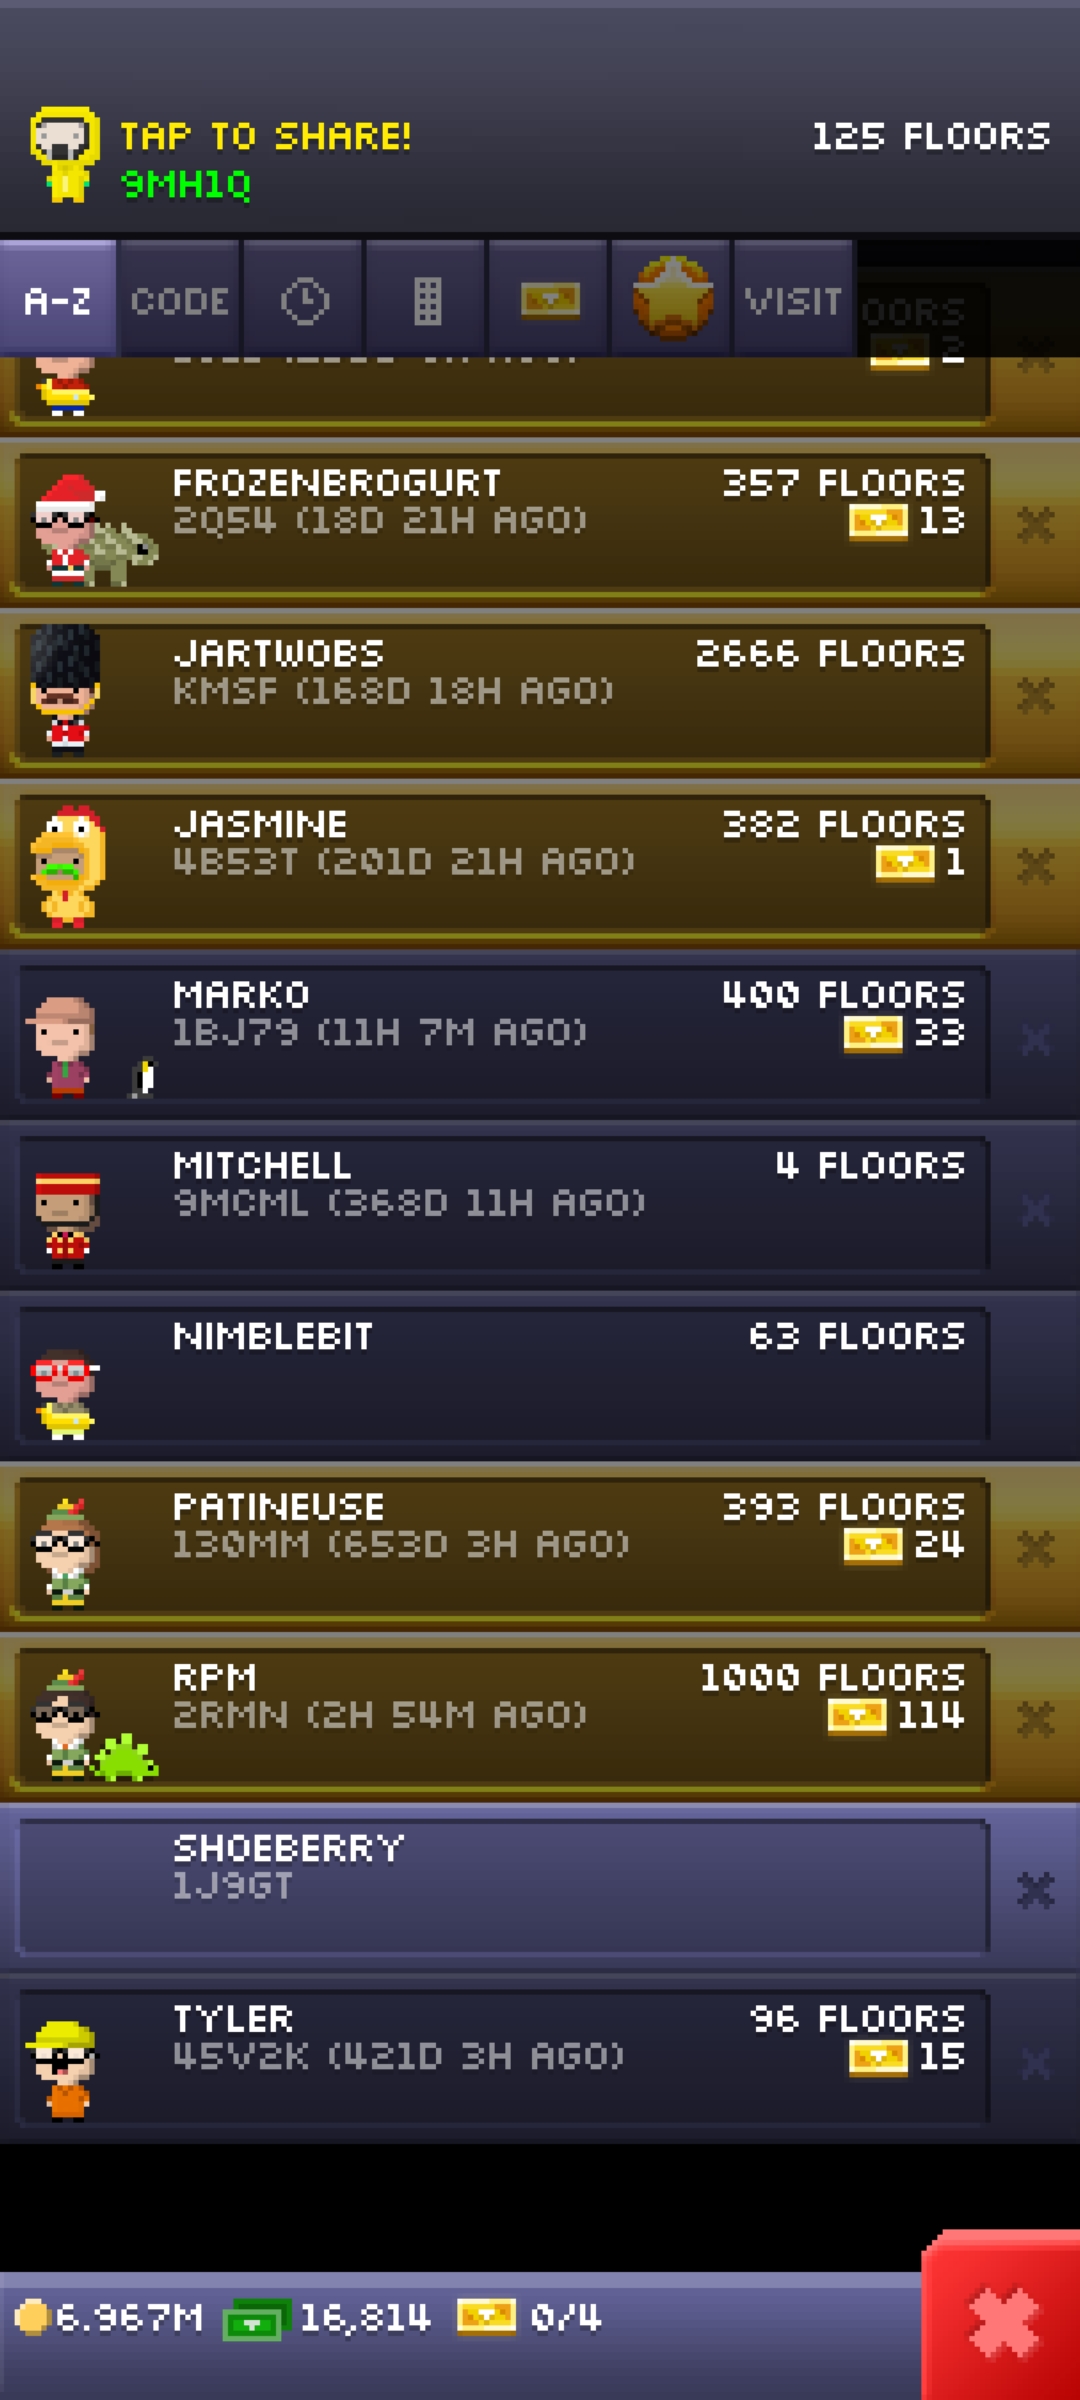 TAP TO SHARE!
125 FLOORS
9MH1Q
A-Z
CODE
VISIT
2
FROZENBROGURT
357 FLOORS
2Q54 (18D 21H AGO)
13
JARTWOBS
2666 FLOORS
KMSF (168D 18H AGO)
JASMINE
382 FLOORS
4B53T (201D 21H AGO)
1
MARKO
400 FLOORS
1BJ79 (11H 7M AGO)
33
MITCHELL
4 FLOORS
9MCML (368D 11H AGO)
NIMBLEBIT
63 FLOORS
PATINEUSE
393 FLOORS
130MM (653D 3H AGO)
24
RPM
1000 FLOORS
2RMN (2H 54M AGO)
114
SHOEBERRY
1J9GT
TYLER
96 FLOORS
45V2K (421D 3H AGO)
15
6.967M
16,814
0/4